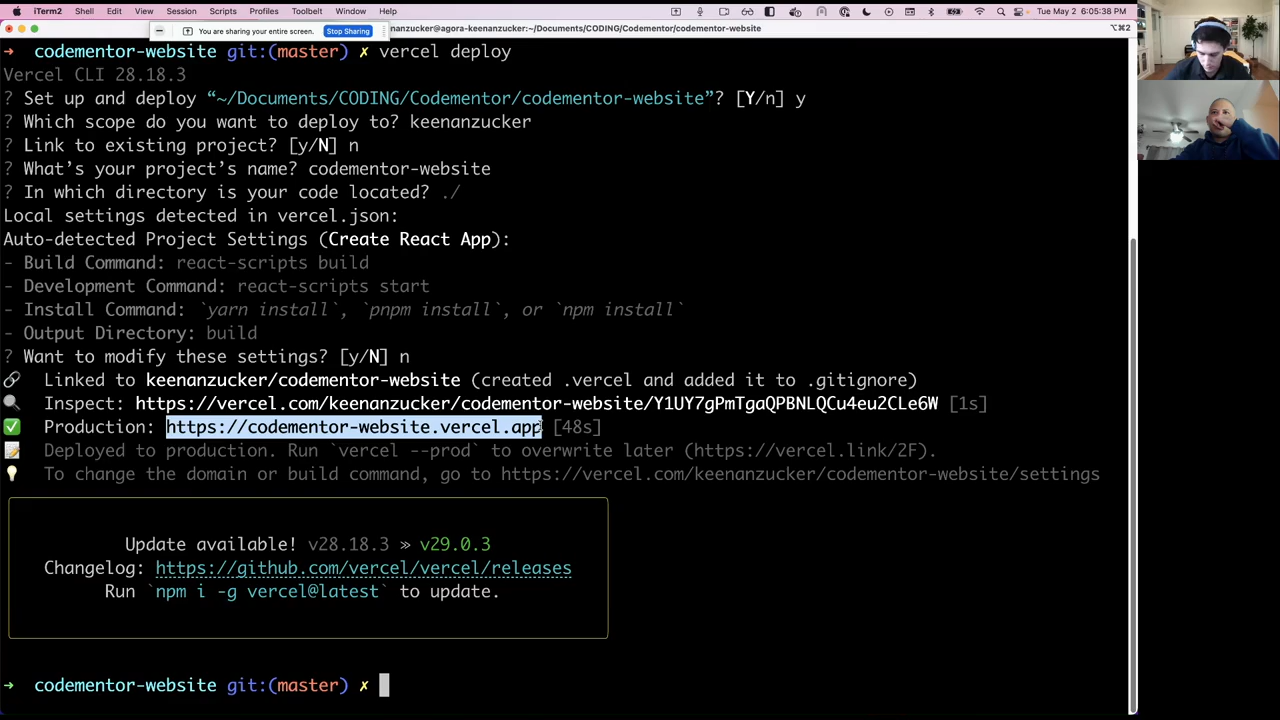 iTerm2 Shell Edit View Session Scripts Profiles Toolbelt Window Help Tue May 2 6:05:38 PM
You are sharing your entire screen. Stop Sharing
nanzucker@agora-keenanzucker:~/Documents/CODING/Codementor/codementor-website ⌥⌘2
→ codementor-website git:(master) ✗ vercel deploy
Vercel CLI 28.18.3
? Set up and deploy “~/Documents/CODING/Codementor/codementor-website”? [Y/n] y
? Which scope do you want to deploy to? keenanzucker
? Link to existing project? [y/N] n
? What’s your project’s name? codementor-website
? In which directory is your code located? ./
Local settings detected in vercel.json:
Auto-detected Project Settings (Create React App):
- Build Command: react-scripts build
- Development Command: react-scripts start
- Install Command: `yarn install`, `pnpm install`, or `npm install`
- Output Directory: build
? Want to modify these settings? [y/N] n
🔗 Linked to keenanzucker/codementor-website (created .vercel and added it to .gitignore)
🔍 Inspect: https://vercel.com/keenanzucker/codementor-website/Y1UY7gPmTgaQPBNLQCu4eu2CLe6W [1s]
✅ Production: https://codementor-website.vercel.app [48s]
📝 Deployed to production. Run `vercel --prod` to overwrite later (https://vercel.link/2F).
💡 To change the domain or build command, go to https://vercel.com/keenanzucker/codementor-website/settings
Update available! v28.18.3 ≫ v29.0.3
Changelog: https://github.com/vercel/vercel/releases
Run `npm i -g vercel@latest` to update.
→ codementor-website git:(master) ✗